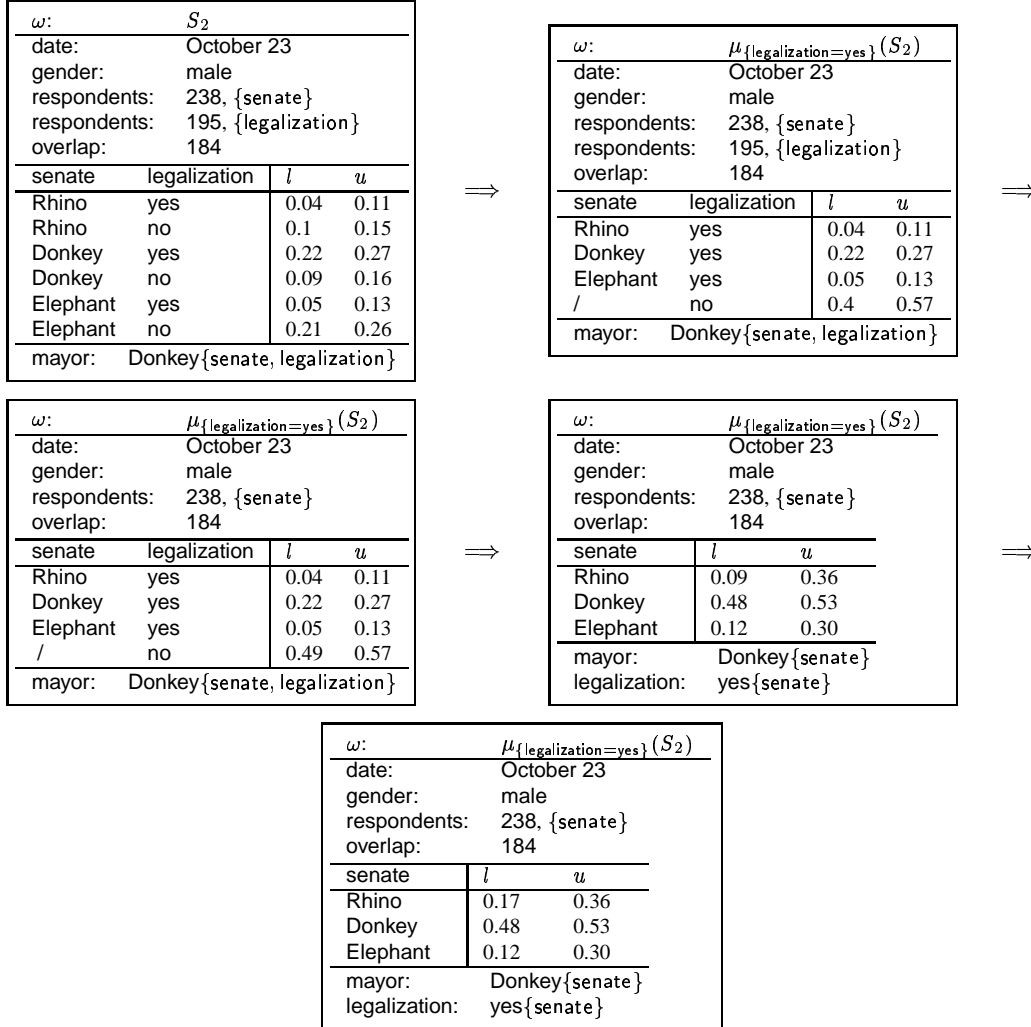 ω: S₂
date: October 23
gender: male
respondents: 238, {senate}
respondents: 195, {legalization}
overlap: 184
senate legalization l u
Rhino yes 0.04 0.11
Rhino no 0.1 0.15
Donkey yes 0.22 0.27
Donkey no 0.09 0.16
Elephant yes 0.05 0.13
Elephant no 0.21 0.26
mayor: Donkey{senate, legalization}
⟹
ω: μ{legalization=yes}(S₂)
date: October 23
gender: male
respondents: 238, {senate}
respondents: 195, {legalization}
overlap: 184
senate legalization l u
Rhino yes 0.04 0.11
Donkey yes 0.22 0.27
Elephant yes 0.05 0.13
/ no 0.4 0.57
mayor: Donkey{senate, legalization}
⟹
ω: μ{legalization=yes}(S₂)
date: October 23
gender: male
respondents: 238, {senate}
overlap: 184
senate legalization l u
Rhino yes 0.04 0.11
Donkey yes 0.22 0.27
Elephant yes 0.05 0.13
/ no 0.49 0.57
mayor: Donkey{senate, legalization}
⟹
ω: μ{legalization=yes}(S₂)
date: October 23
gender: male
respondents: 238, {senate}
overlap: 184
senate l u
Rhino 0.09 0.36
Donkey 0.48 0.53
Elephant 0.12 0.30
mayor: Donkey{senate}
legalization: yes{senate}
⟹
ω: μ{legalization=yes}(S₂)
date: October 23
gender: male
respondents: 238, {senate}
overlap: 184
senate l u
Rhino 0.17 0.36
Donkey 0.48 0.53
Elephant 0.12 0.30
mayor: Donkey{senate}
legalization: yes{senate}